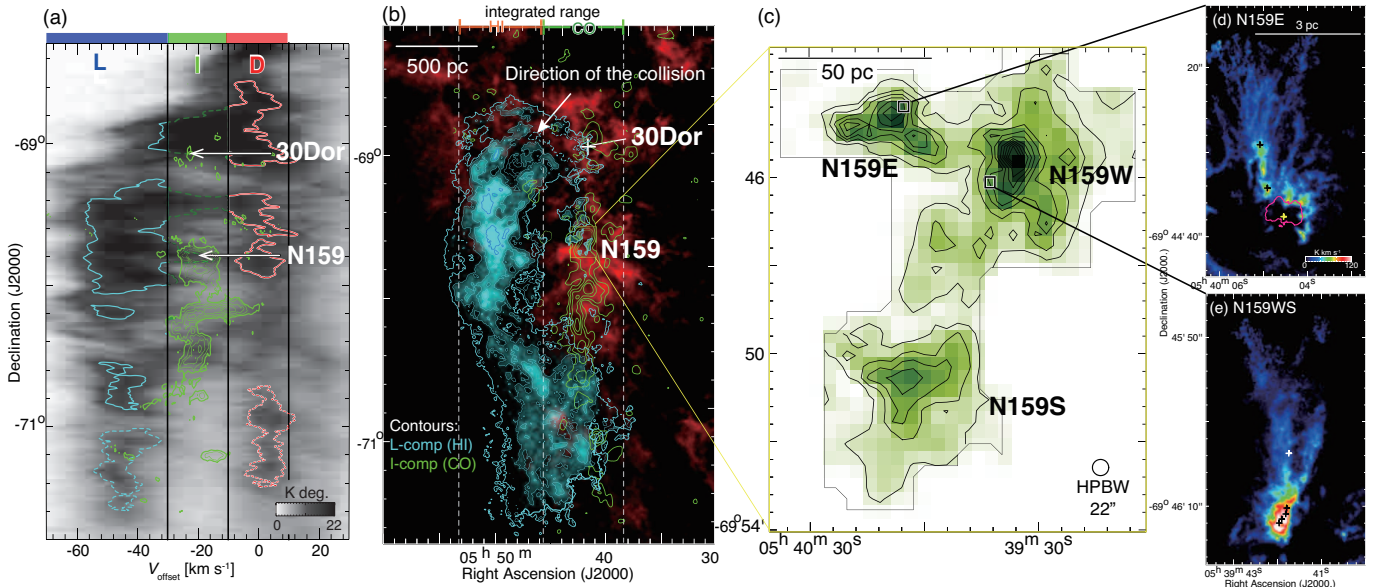 (a)
L
I
D
30Dor
N159
-69°
-71°
Declination (J2000)
K deg.
0
22
-60
-40
-20
0
20
V offset [km s-1]
(b)
integrated range
CO
500 pc
Direction of the collision
30Dor
N159
-69°
-71°
Contours:
L-comp (HI)
I-comp (CO)
05h 50m
40
30
Right Ascension (J2000)
(c)
50 pc
N159E
N159W
N159S
46
50
-69° 54'
HPBW
22"
05h 40m 30s
39m 30s
(d) N159E
3 pc
20"
-69° 44' 40"
K km s-1
0
120
05h 40m 06s
04s
Right Ascension (J2000.)
Declination (J2000.)
(e) N159WS
45' 50"
-69° 46' 10"
05h 39m 43s
41s
Right Ascension (J2000.)